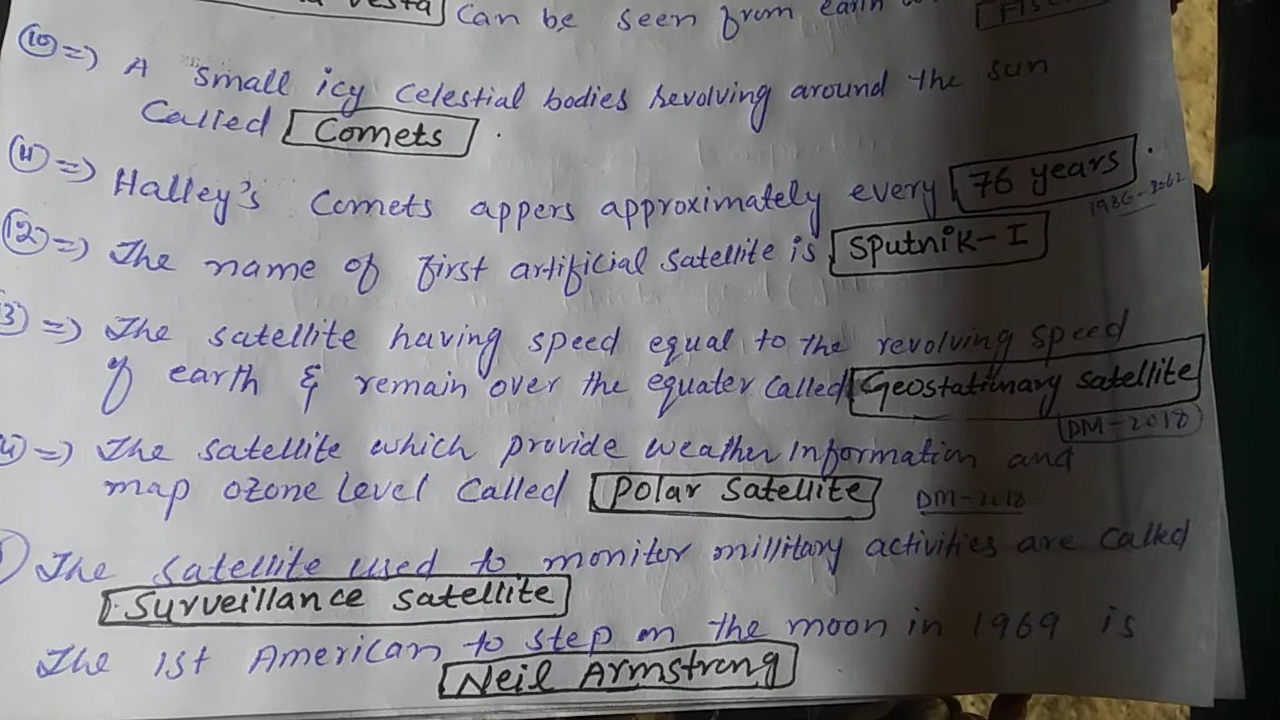 Vesta can be seen from earth
(10) => A small icy celestial bodies revolving around the sun
Called Comets.
(11) => Halley's Comets appers approximately every 76 years.
1986-2062
(12) => The name of first artificial satellite is Sputnik-I
3) => The satellite having speed equal to the revolving speed
of earth & remain over the equater called Geostationary satellite
DM-2018
4) => The satellite which provide weather information and
map ozone level called Polar Satellite DM-2018
The satellite used to monitor millitary activities are called
Surveillance satellite
The 1st American to step on the moon in 1969 is
Neil Armstrong